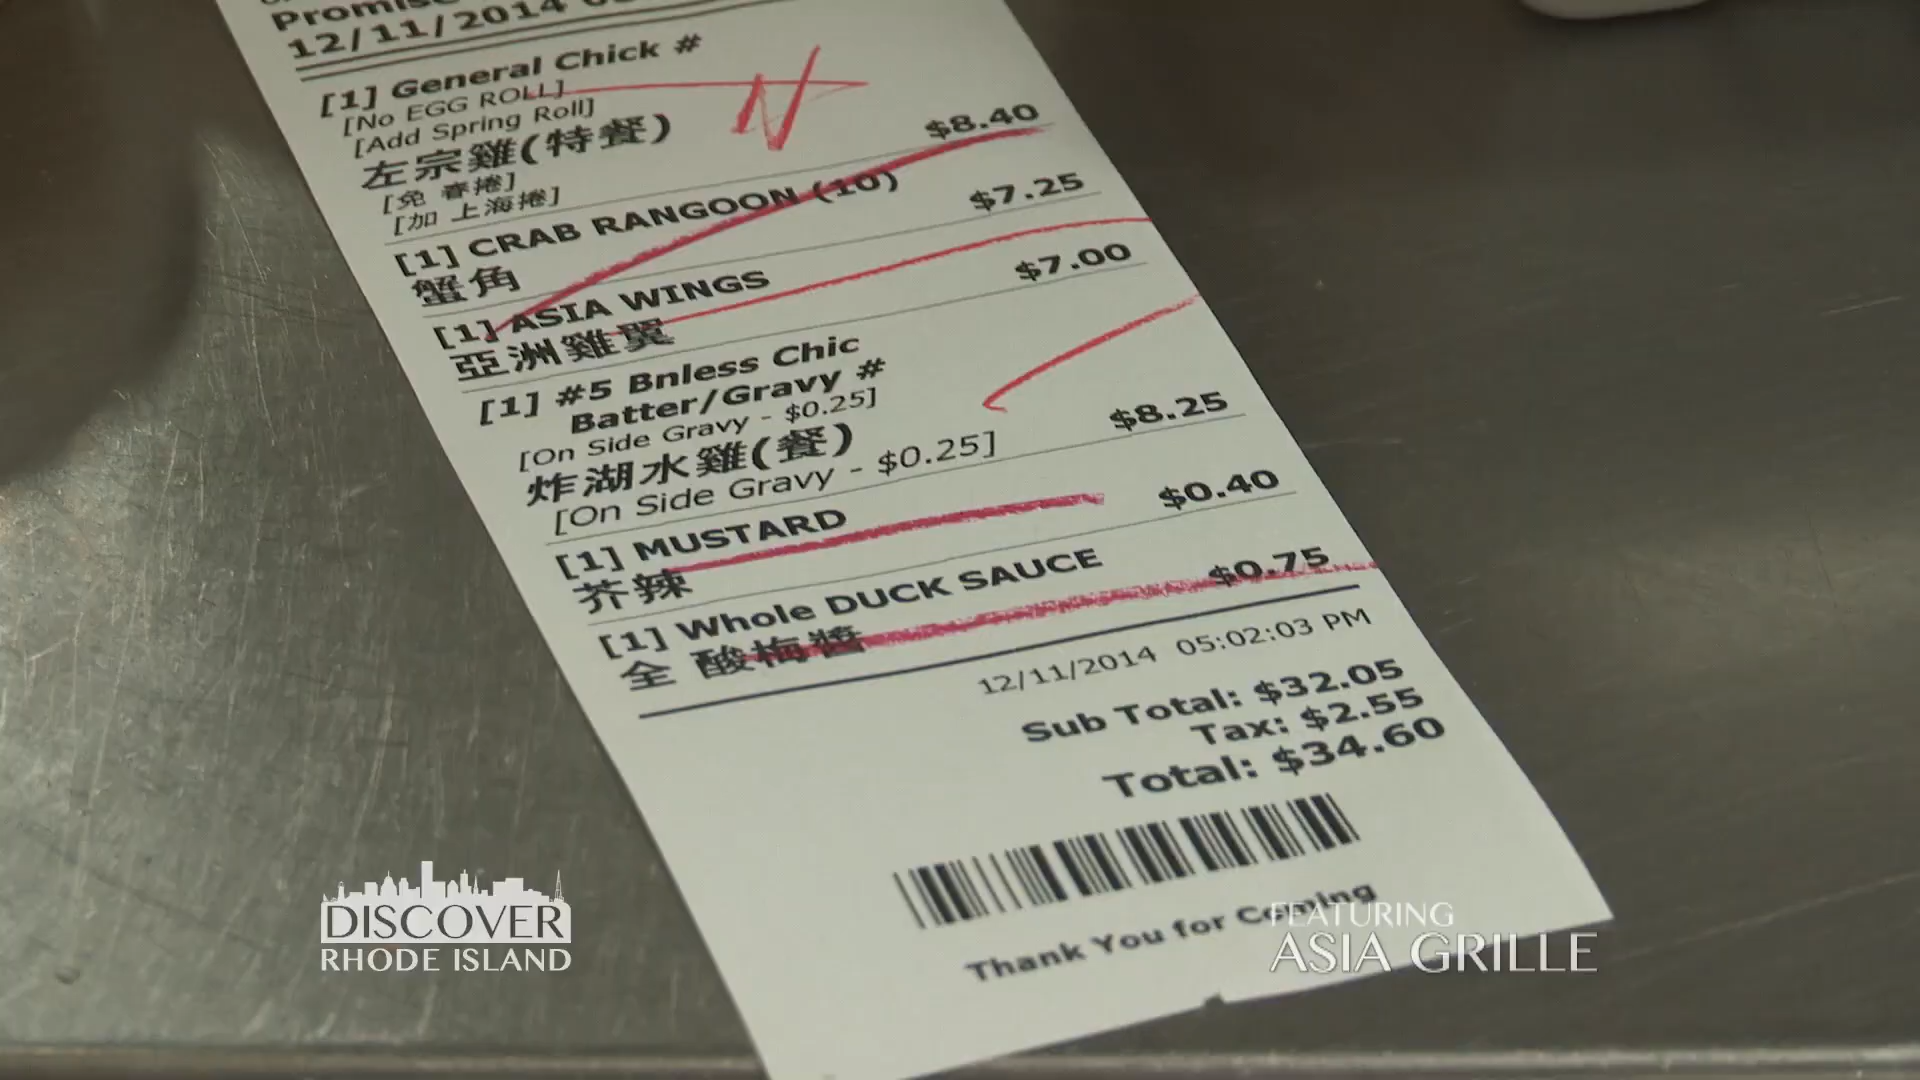 Promise
12/11/2014
[1] General Chick #
[No EGG ROLL]
[Add Spring Roll]
左宗雞(特餐) $8.40
[免 春捲]
[加 上海捲]
[1] CRAB RANGOON (10) $7.25
蟹角
[1] ASIA WINGS $7.00
亞洲雞翼
[1] #5 Bnless Chic
Batter/Gravy #
[On Side Gravy - $0.25]
炸湖水雞(餐) $8.25
[On Side Gravy - $0.25]
[1] MUSTARD $0.40
芥辣
[1] Whole DUCK SAUCE $0.75
全 酸梅醬
12/11/2014 05:02:03 PM
Sub Total: $32.05
Tax: $2.55
Total: $34.60
Thank You for Coming
DISCOVER
RHODE ISLAND
FEATURING
ASIA GRILLE